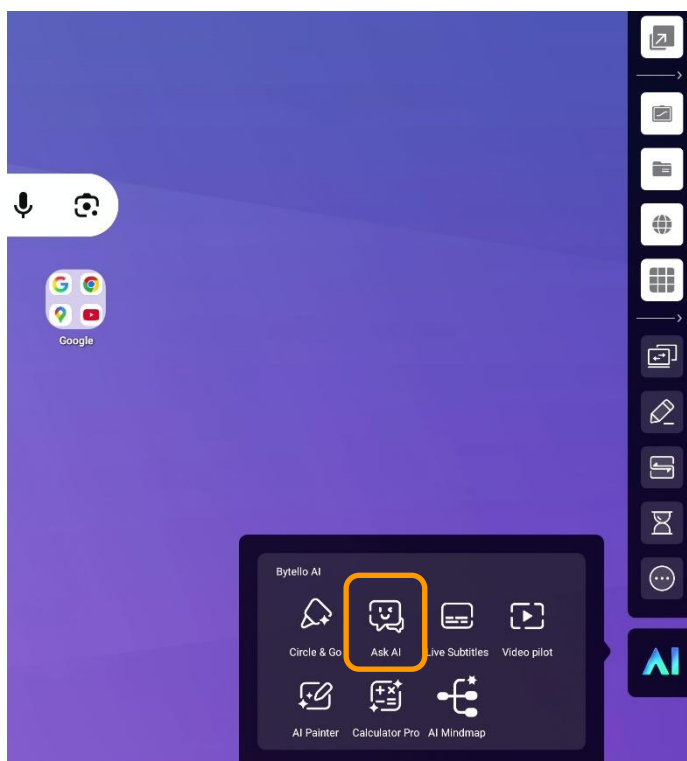 Google
Bytello AI
Circle & Go
Ask AI
Live Subtitles
Video pilot
AI Painter
Calculator Pro
AI Mindmap
AI